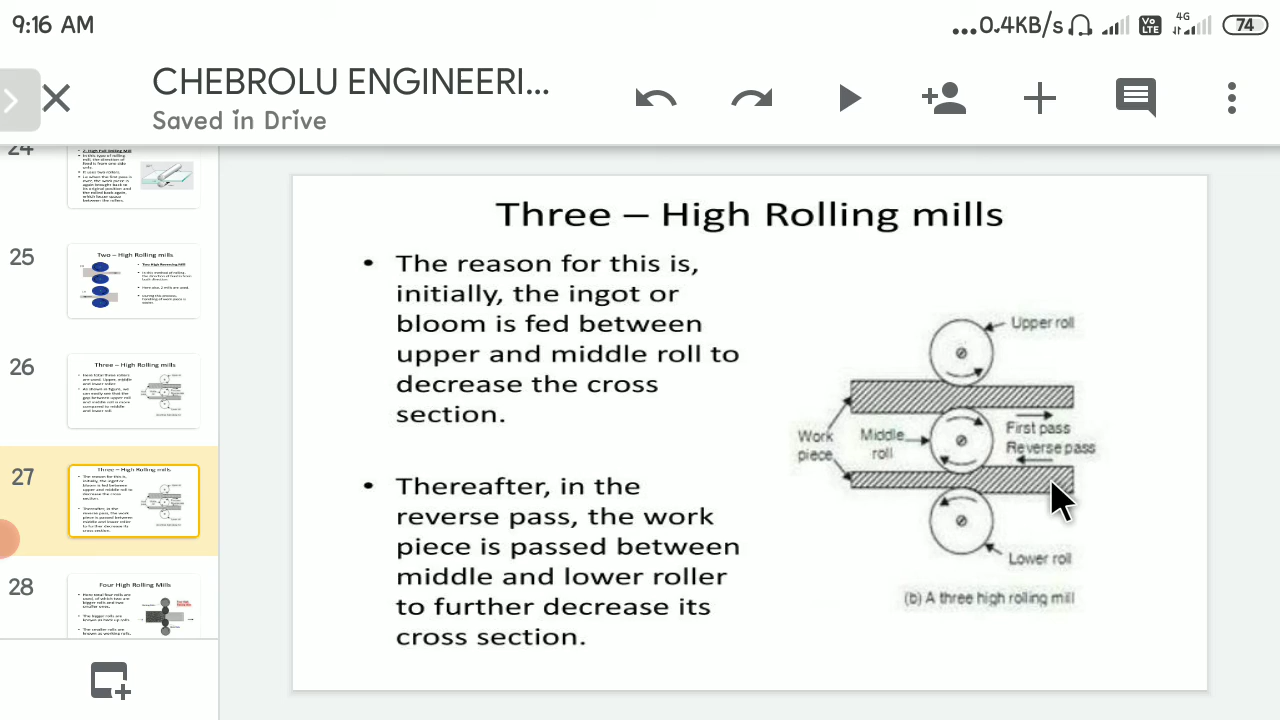 9:16 AM
...0.4KB/s
Vo
LTE
4G
74
CHEBROLU ENGINEERI...
Saved in Drive
24
25
Two – High Rolling mills
26
Three – High Rolling mills
27
Three – High Rolling mills
28
Four High Rolling Mills
Three – High Rolling mills
• The reason for this is,
initially, the ingot or
bloom is fed between
upper and middle roll to
decrease the cross
section.
• Thereafter, in the
reverse pass, the work
piece is passed between
middle and lower roller
to further decrease its
cross section.
Upper roll
Work
piece
Middle
roll
First pass
Reverse pass
Lower roll
(b) A three high rolling mill